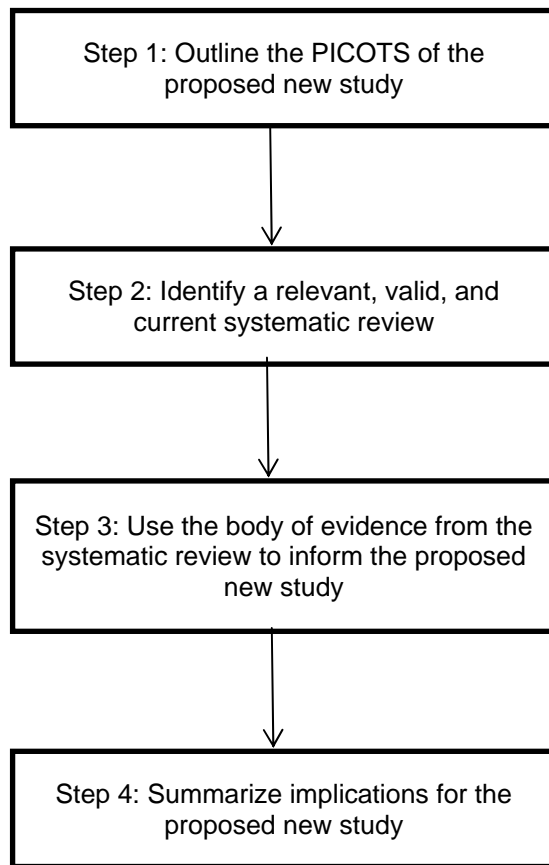 Step 1: Outline the PICOTS of the
proposed new study
Step 2: Identify a relevant, valid, and
current systematic review
Step 3: Use the body of evidence from the
systematic review to inform the proposed
new study
Step 4: Summarize implications for the
proposed new study